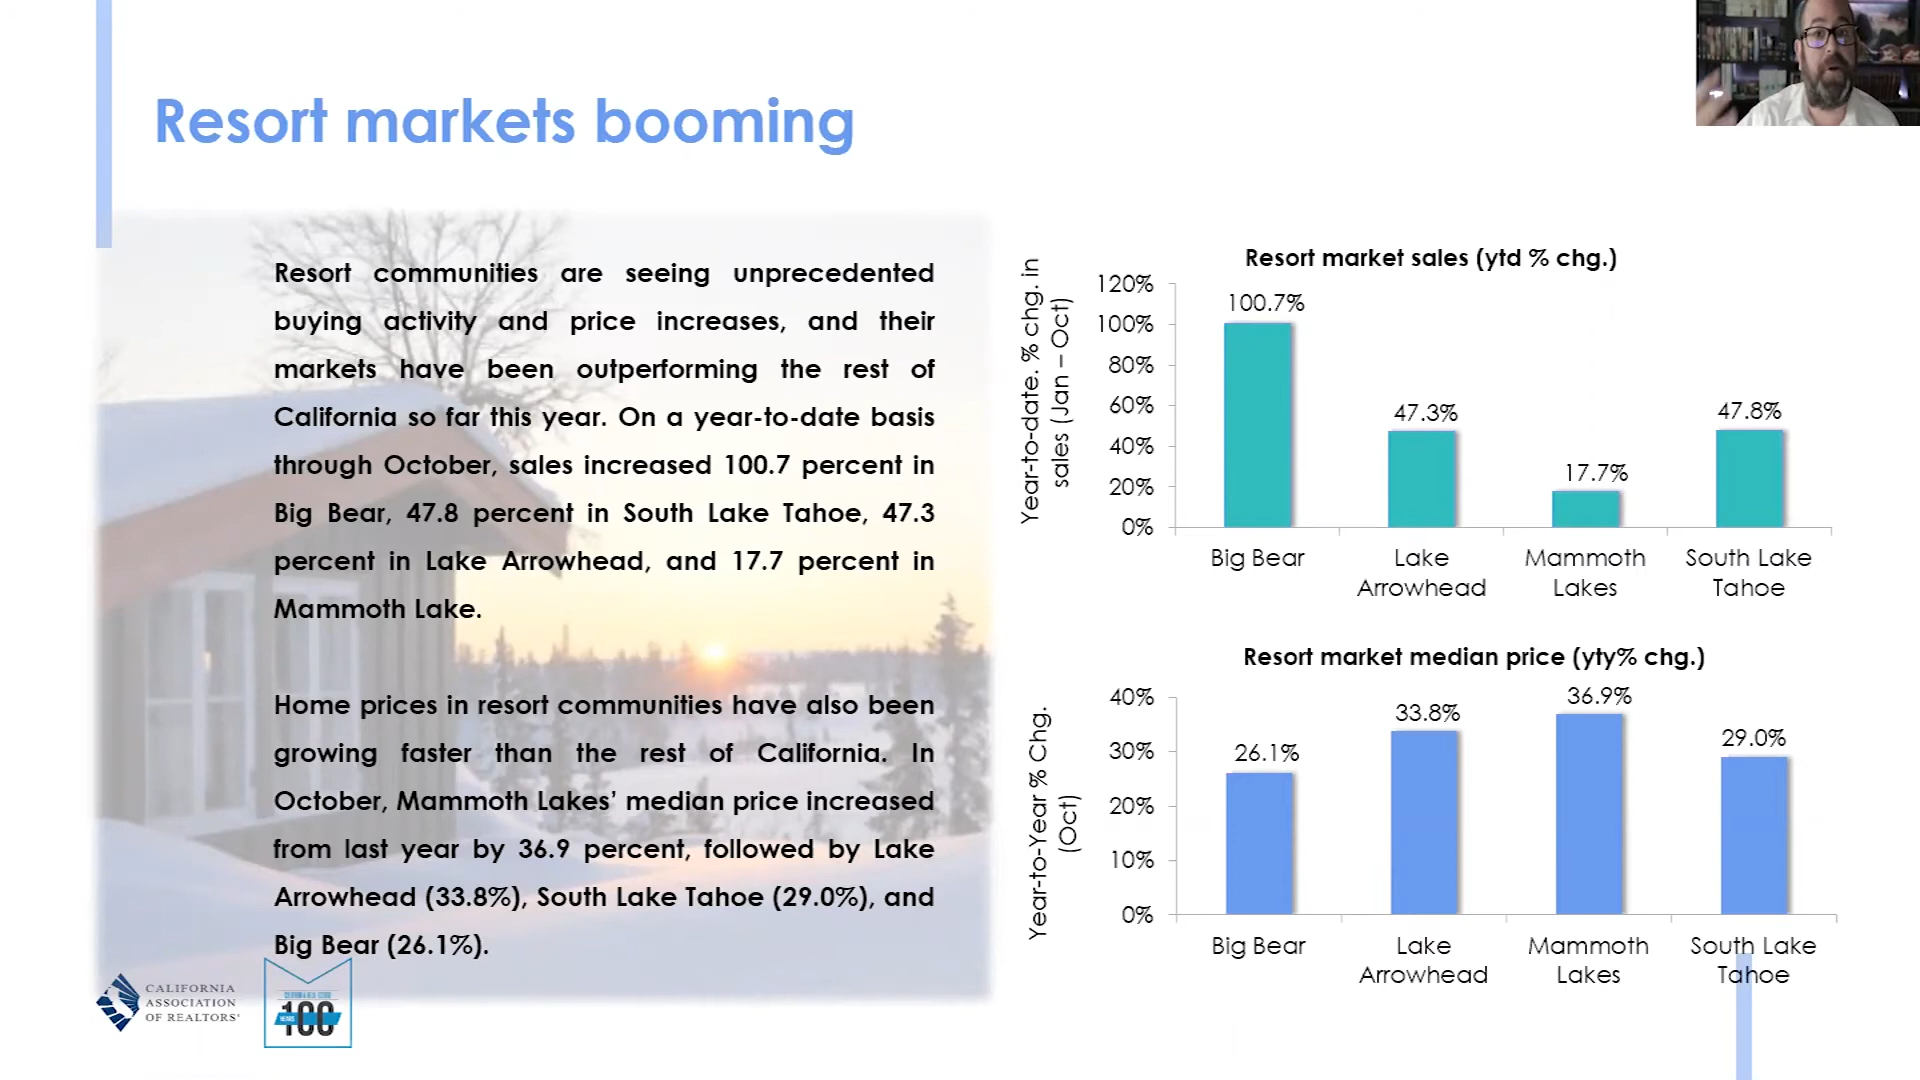 Resort markets booming
Resort communities are seeing unprecedented
buying activity and price increases, and their
markets have been outperforming the rest of
California so far this year. On a year-to-date basis
through October, sales increased 100.7 percent in
Big Bear, 47.8 percent in South Lake Tahoe, 47.3
percent in Lake Arrowhead, and 17.7 percent in
Mammoth Lake.
Home prices in resort communities have also been
growing faster than the rest of California. In
October, Mammoth Lakes’ median price increased
from last year by 36.9 percent, followed by Lake
Arrowhead (33.8%), South Lake Tahoe (29.0%), and
Big Bear (26.1%).
CALIFORNIA
ASSOCIATION
OF REALTORS®
YEARS
100
Resort market sales (ytd % chg.)
Year-to-date. % chg. in
sales (Jan – Oct)
120%
100%
80%
60%
40%
20%
0%
100.7%
47.3%
17.7%
47.8%
Big Bear
Lake
Arrowhead
Mammoth
Lakes
South Lake
Tahoe
Resort market median price (yty% chg.)
Year-to-Year % Chg.
(Oct)
40%
30%
20%
10%
0%
26.1%
33.8%
36.9%
29.0%
Big Bear
Lake
Arrowhead
Mammoth
Lakes
South Lake
Tahoe